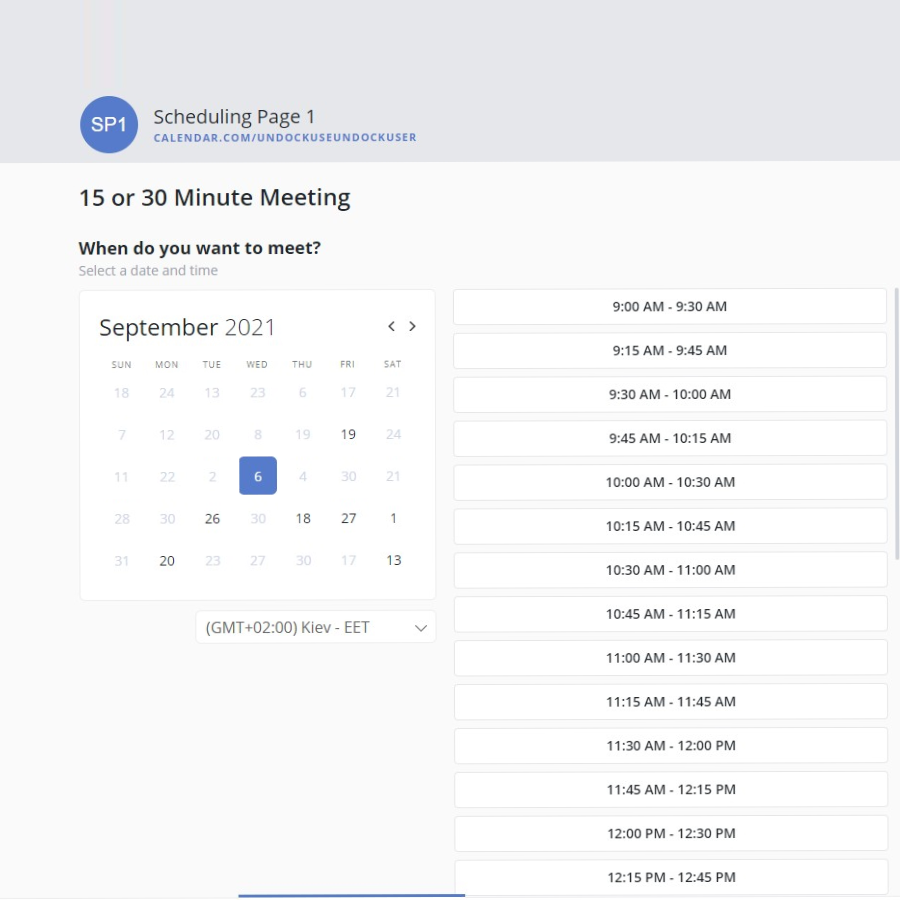 SP1
Scheduling Page 1
CALENDAR.COM/UNDOCKUSEUNDOCKUSER
15 or 30 Minute Meeting
When do you want to meet?
Select a date and time
September 2021
SUN MON TUE WED THU FRI SAT
18 24 13 23 6 17 21
7 12 20 8 19 19 24
11 22 2 6 4 30 21
28 30 26 30 18 27 1
31 20 23 27 30 17 13
(GMT+02:00) Kiev - EET
9:00 AM - 9:30 AM
9:15 AM - 9:45 AM
9:30 AM - 10:00 AM
9:45 AM - 10:15 AM
10:00 AM - 10:30 AM
10:15 AM - 10:45 AM
10:30 AM - 11:00 AM
10:45 AM - 11:15 AM
11:00 AM - 11:30 AM
11:15 AM - 11:45 AM
11:30 AM - 12:00 PM
11:45 AM - 12:15 PM
12:00 PM - 12:30 PM
12:15 PM - 12:45 PM